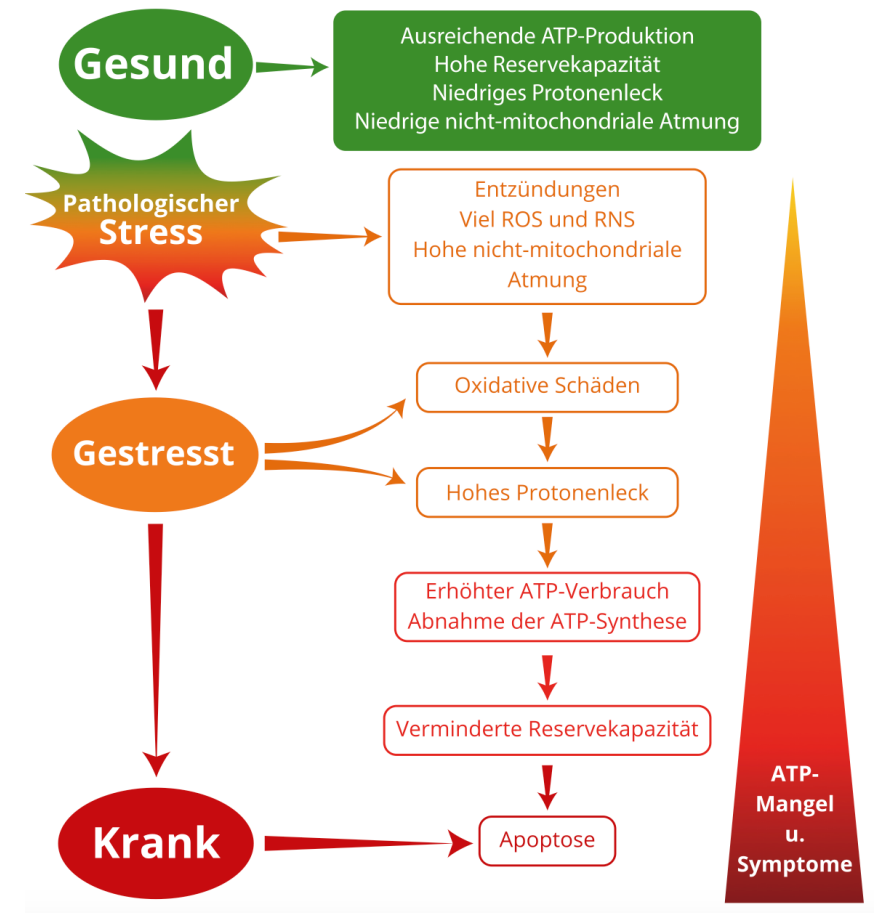 Gesund
Ausreichende ATP-Produktion
Hohe Reservekapazität
Niedriges Protonenleck
Niedrige nicht-mitochondriale Atmung
Pathologischer
Stress
Entzündungen
Viel ROS und RNS
Hohe nicht-mitochondriale
Atmung
Oxidative Schäden
Gestresst
Hohes Protonenleck
Erhöhter ATP-Verbrauch
Abnahme der ATP-Synthese
Verminderte Reservekapazität
Krank
Apoptose
ATP-
Mangel
u.
Symptome